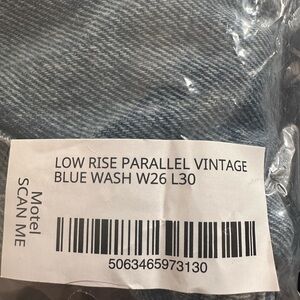 LOW RISE PARALLEL VINTAGE
BLUE WASH W26 L30
Motel
SCAN ME
5063465973130